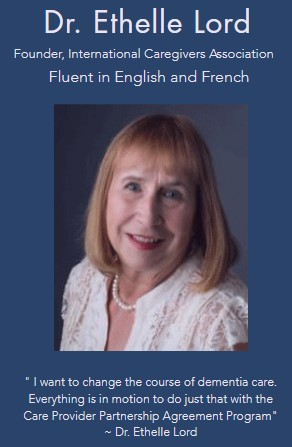 Dr. Ethelle Lord
Founder, International Caregivers Association
Fluent in English and French
" I want to change the course of dementia care.
Everything is in motion to do just that with the
Care Provider Partnership Agreement Program"
~ Dr. Ethelle Lord